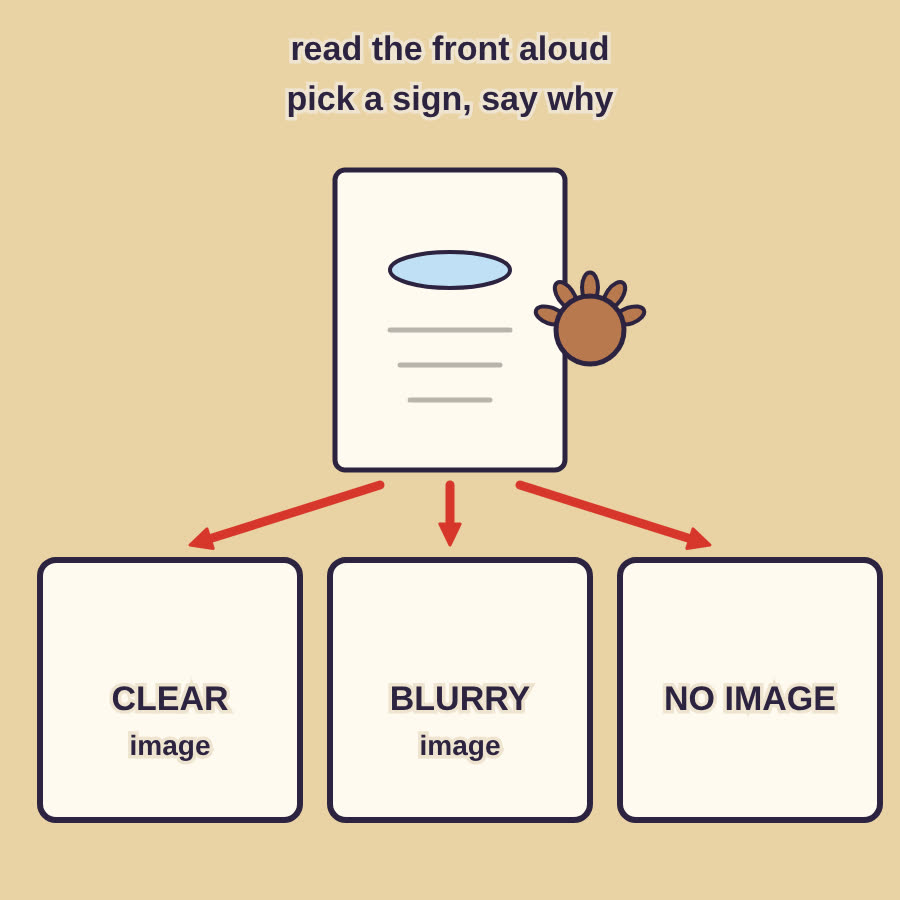 read the front aloud
pick a sign, say why
CLEAR
image
BLURRY
image
NO IMAGE